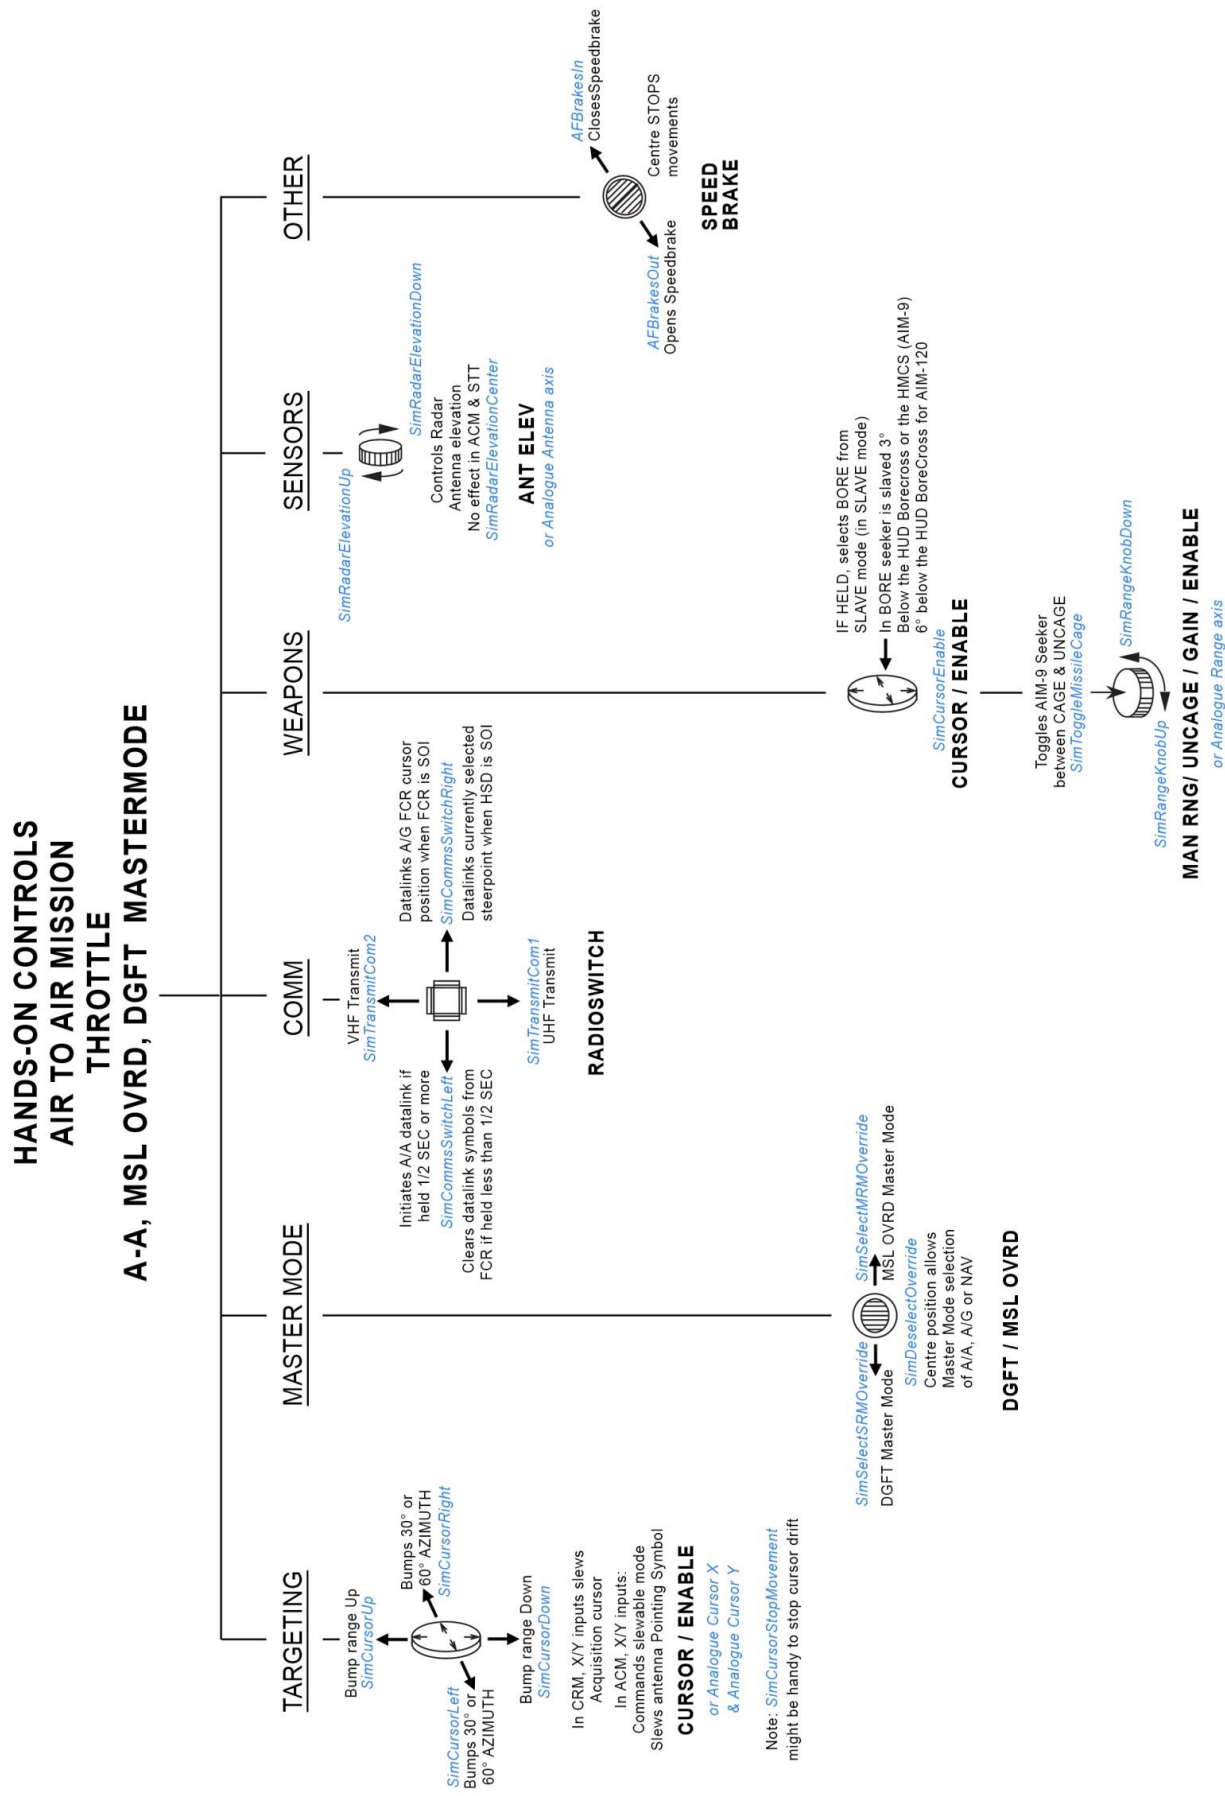 HANDS-ON CONTROLS
AIR TO AIR MISSION
THROTTLE
A-A, MSL OVRD, DGFT MASTERMODE
TARGETING
Bump range Up
SimCursorUp
SimCursorLeft
Bumps 30° or
60° AZIMUTH
Bumps 30° or
60° AZIMUTH
SimCursorRight
Bump range Down
SimCursorDown
In CRM, X/Y inputs slews
Acquisition cursor
In ACM, X/Y inputs:
Commands slewable mode
Slews antenna Pointing Symbol
CURSOR / ENABLE
or Analogue Cursor X
& Analogue Cursor Y
Note: SimCursorStopMovement
might be handy to stop cursor drift
MASTER MODE
SimSelectSRMOverride
DGFT Master Mode
SimSelectMRMOverride
MSL OVRD Master Mode
SimDeselectOverride
Centre position allows
Master Mode selection
of A/A, A/G or NAV
DGFT / MSL OVRD
COMM
VHF Transmit
SimTransmitCom2
Initiates A/A datalink if
held 1/2 SEC or more
SimCommsSwitchLeft
Clears datalink symbols from
FCR if held less than 1/2 SEC
Datalinks A/G FCR cursor
position when FCR is SOI
SimCommsSwitchRight
Datalinks currently selected
steerpoint when HSD is SOI
SimTransmitCom1
UHF Transmit
RADIOSWITCH
WEAPONS
IF HELD, selects BORE from
SLAVE mode (in SLAVE mode)
In BORE seeker is slaved 3°
Below the HUD Borecross or the HMCS (AIM-9)
6° below the HUD BoreCross for AIM-120
SimCursorEnable
CURSOR / ENABLE
Toggles AIM-9 Seeker
between CAGE & UNCAGE
SimToggleMissileCage
SimRangeKnobUp
SimRangeKnobDown
MAN RNG/ UNCAGE / GAIN / ENABLE
or Analogue Range axis
SENSORS
SimRadarElevationUp
SimRadarElevationDown
Controls Radar
Antenna elevation
No effect in ACM & STT
SimRadarElevationCenter
ANT ELEV
or Analogue Antenna axis
OTHER
AFBrakesIn
ClosesSpeedbrake
AFBrakesOut
Opens Speedbrake
Centre STOPS
movements
SPEED
BRAKE